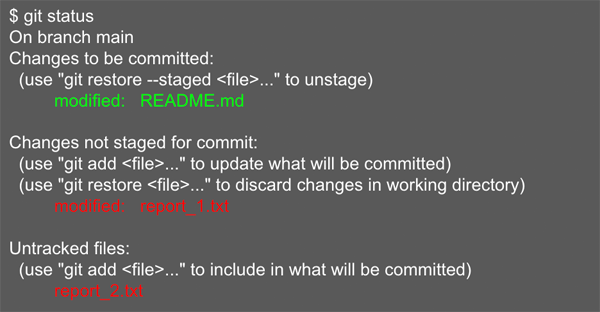 $ git status
On branch main
Changes to be committed:
(use "git restore --staged <file>..." to unstage)
modified: README.md
Changes not staged for commit:
(use "git add <file>..." to update what will be committed)
(use "git restore <file>..." to discard changes in working directory)
modified: report_1.txt
Untracked files:
(use "git add <file>..." to include in what will be committed)
report_2.txt